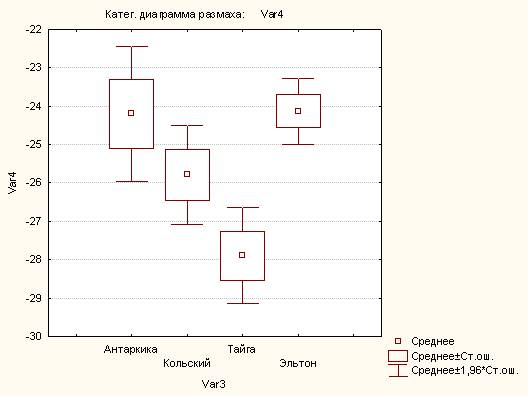 Катег. диаграмма размаха: Var4
-22
-23
-24
-25
-26
-27
-28
-29
-30
Var4
Антаркика
Кольский
Тайга
Эльтон
Var3
Среднее
Среднее±Ст.ош.
Среднее±1,96*Ст.ош.